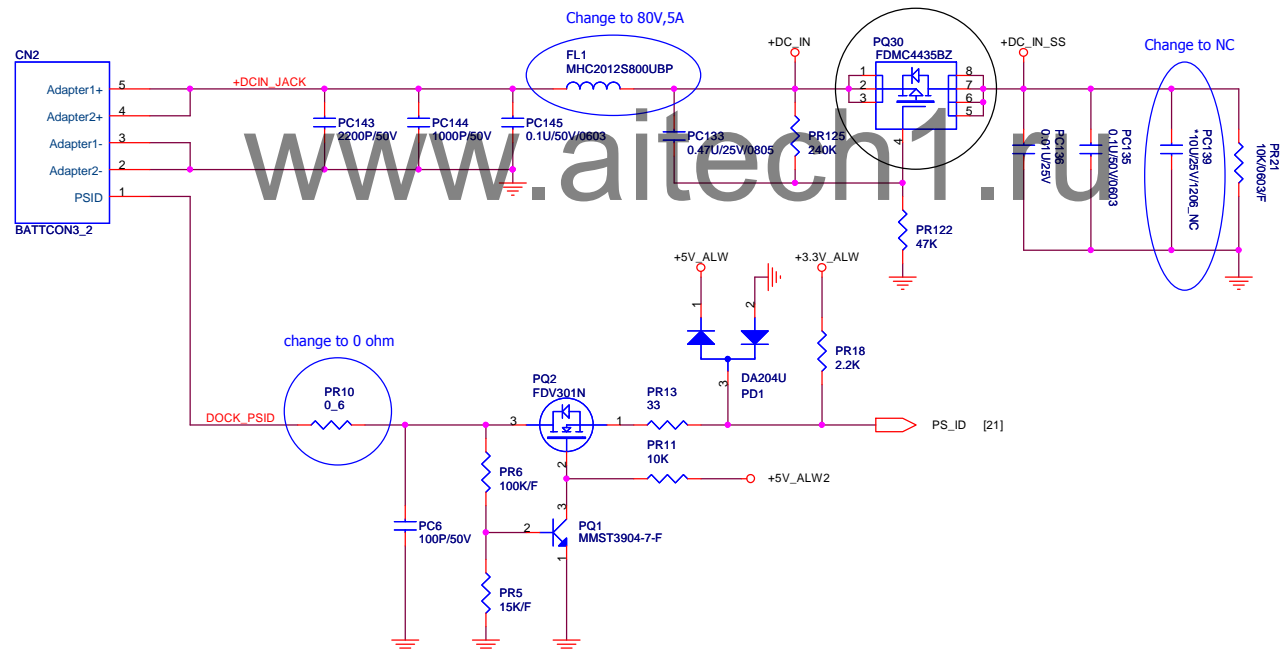 Change to 80V,5A
CN2
Adapter1+ 5
Adapter2+ 4
Adapter1- 3
Adapter2- 2
PSID 1
BATTCON3_2
+DCIN_JACK
PC143
2200P/50V
PC144
1000P/50V
PC145
0.1U/50V/0603
FL1
MHC2012S800UBP
PC133
0.47U/25V/0805
+DC_IN
PR125
240K
PQ30
FDMC4435BZ
1
2
3
8
7
6
5
4
PR122
47K
+DC_IN_SS
Change to NC
PC136
0.01U/25V
PC135
0.1U/50V/0603
PC139
*10U/25V/1206_NC
PR21
10K/0603/F
www.aitech1.ru
+5V_ALW
+3.3V_ALW
1
2
3
DA204U
PD1
PR18
2.2K
change to 0 ohm
PR10
0_6
DOCK_PSID
PQ2
FDV301N
3
1
2
PR13
33
PR11
10K
PS_ID [21]
+5V_ALW2
PR6
100K/F
PC6
100P/50V
PQ1
MMST3904-7-F
3
2
1
PR5
15K/F